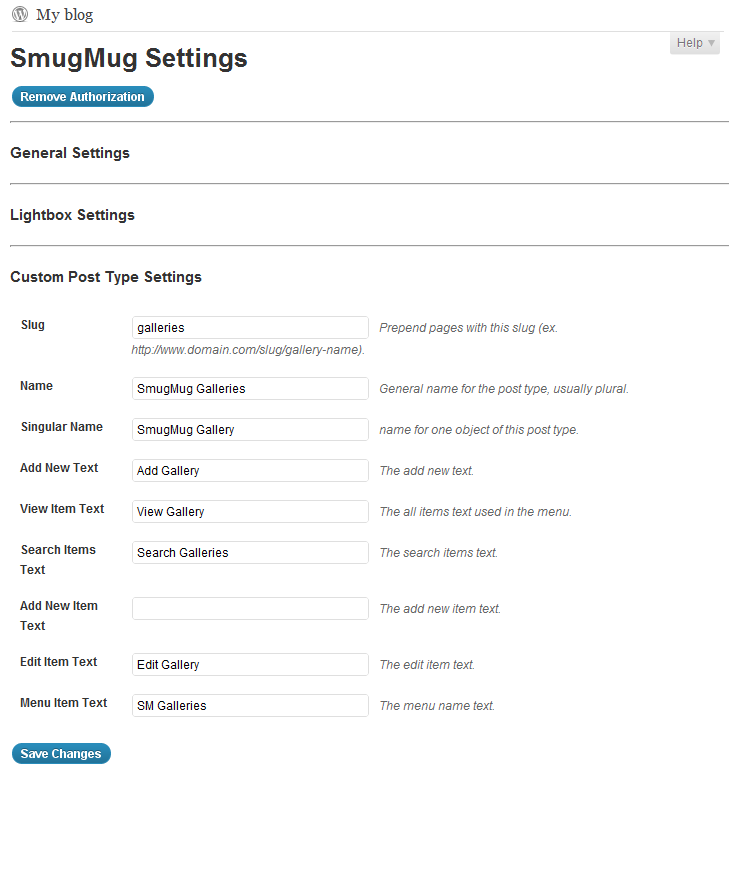 My blog
Help
SmugMug Settings
Remove Authorization
General Settings
Lightbox Settings
Custom Post Type Settings
Slug galleries Prepend pages with this slug (ex.
http://www.domain.com/slug/gallery-name).
Name SmugMug Galleries General name for the post type, usually plural.
Singular Name SmugMug Gallery name for one object of this post type.
Add New Text Add Gallery The add new text.
View Item Text View Gallery The all items text used in the menu.
Search Items Search Galleries The search items text.
Text
Add New Item The add new item text.
Text
Edit Item Text Edit Gallery The edit item text.
Menu Item Text SM Galleries The menu name text.
Save Changes